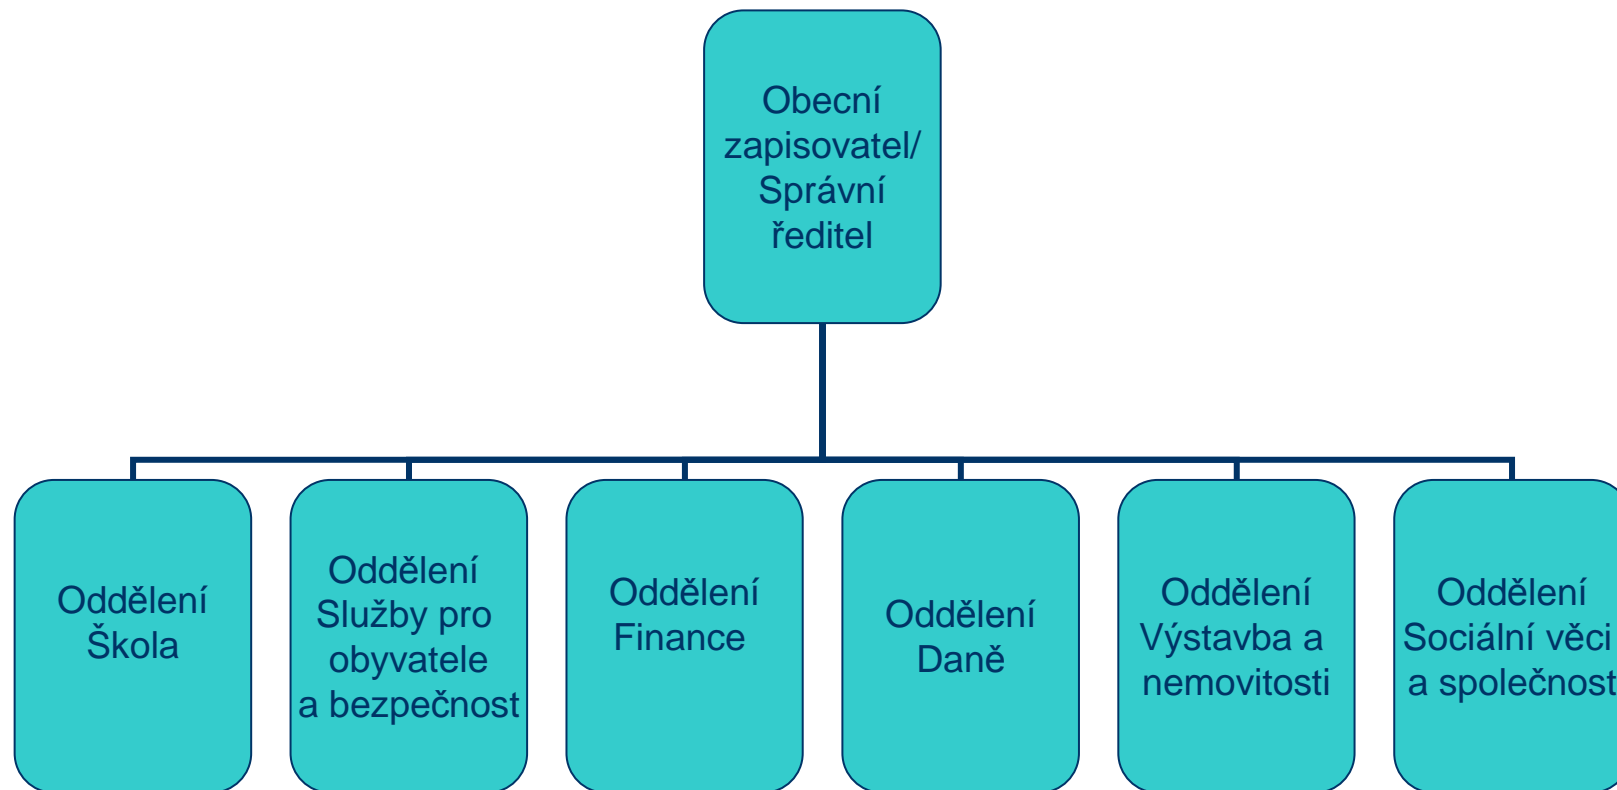 Obecní
zapisovatel/
Správní
ředitel
Oddělení
Škola
Oddělení
Služby pro
obyvatele
a bezpečnost
Oddělení
Finance
Oddělení
Daně
Oddělení
Výstavba a
nemovitosti
Oddělení
Sociální věci
a společnost